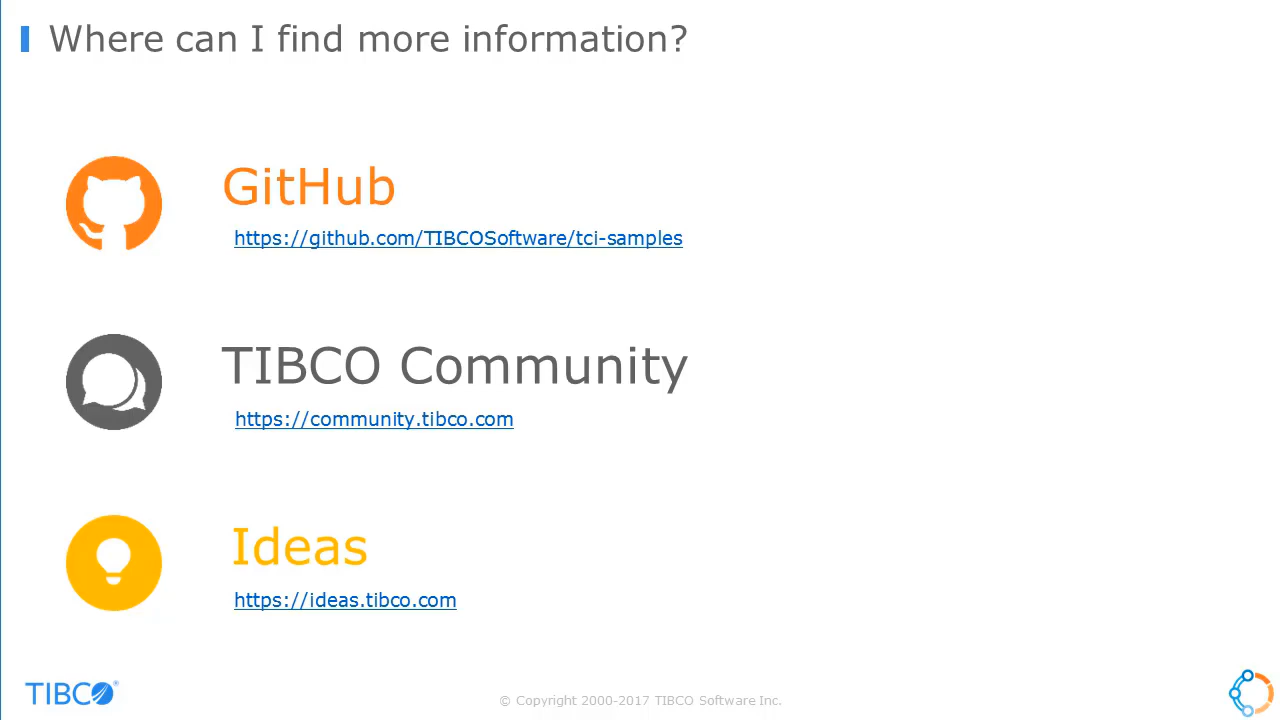 Where can I find more information?
GitHub
https://github.com/TIBCOSoftware/tci-samples
TIBCO Community
https://community.tibco.com
Ideas
https://ideas.tibco.com
TIBCO®
© Copyright 2000-2017 TIBCO Software Inc.